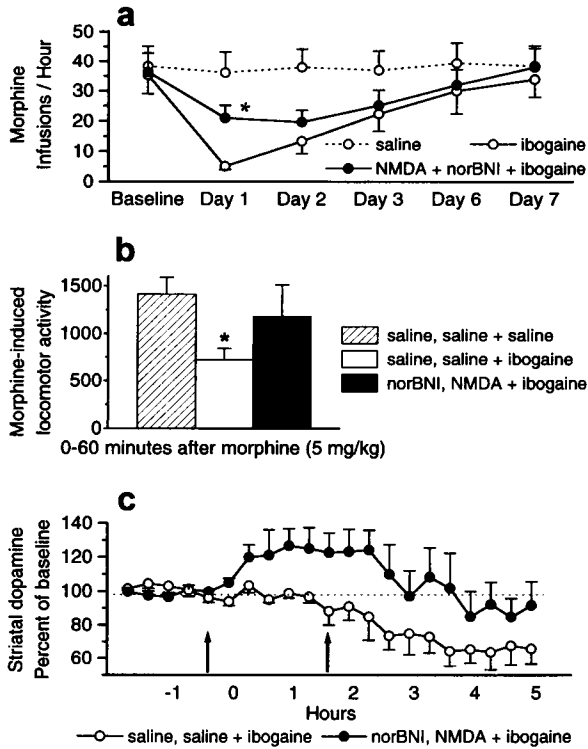 a
Morphine
Infusions / Hour
50
40
30
20
10
0
Baseline Day 1 Day 2 Day 3 Day 6 Day 7
*
saline ibogaine
NMDA + norBNI + ibogaine
b
Morphine-induced
locomotor activity
1500
1000
500
0
*
saline, saline + saline
saline, saline + ibogaine
norBNI, NMDA + ibogaine
0-60 minutes after morphine (5 mg/kg)
c
Striatal dopamine
Percent of baseline
140
120
100
80
60
-1 0 1 2 3 4 5
Hours
saline, saline + ibogaine norBNI, NMDA + ibogaine